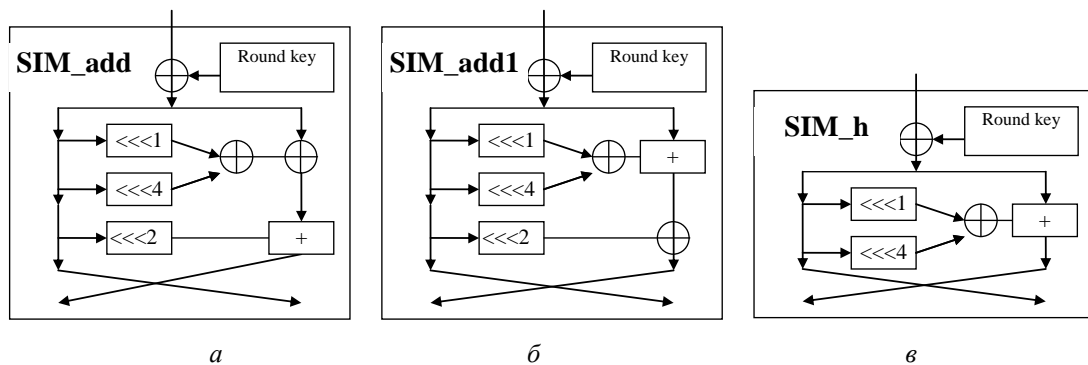 SIM_add
Round key
<<<1
<<<4
<<<2
+
SIM_add1
Round key
<<<1
+
<<<4
<<<2
SIM_h
Round key
<<<1
+
<<<4
а
б
в